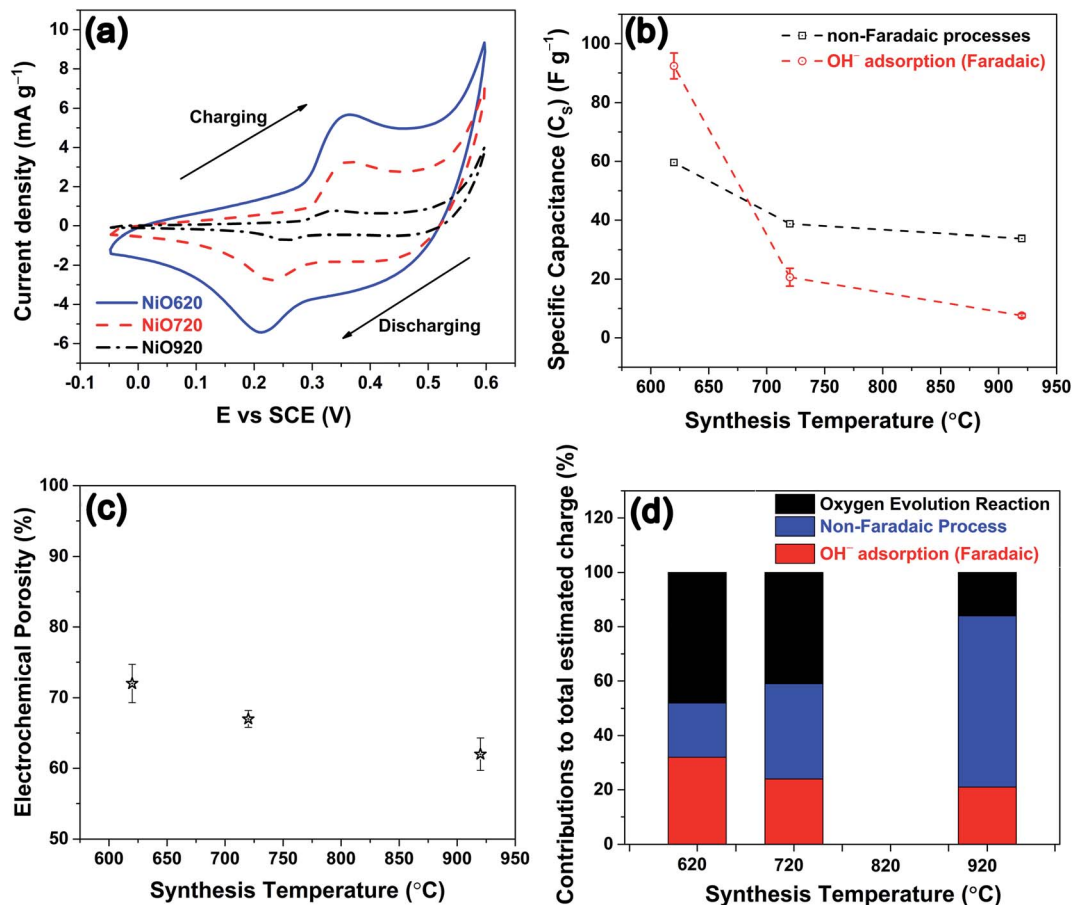 (a)
Current density (mA g⁻¹)
10
8
6
4
2
0
-2
-4
-6
Charging
Discharging
NiO620
NiO720
NiO920
-0.1 0.0 0.1 0.2 0.3 0.4 0.5 0.6
E vs SCE (V)
(b)
Specific Capacitance (Cₛ) (F g⁻¹)
100
80
60
40
20
0
non-Faradaic processes
OH⁻ adsorption (Faradaic)
600 650 700 750 800 850 900 950
Synthesis Temperature (°C)
(c)
Electrochemical Porosity (%)
100
90
80
70
60
50
600 650 700 750 800 850 900 950
Synthesis Temperature (°C)
(d)
Contributions to total estimated charge (%)
120
100
80
60
40
20
0
Oxygen Evolution Reaction
Non-Faradaic Process
OH⁻ adsorption (Faradaic)
620 720 820 920
Synthesis Temperature (°C)